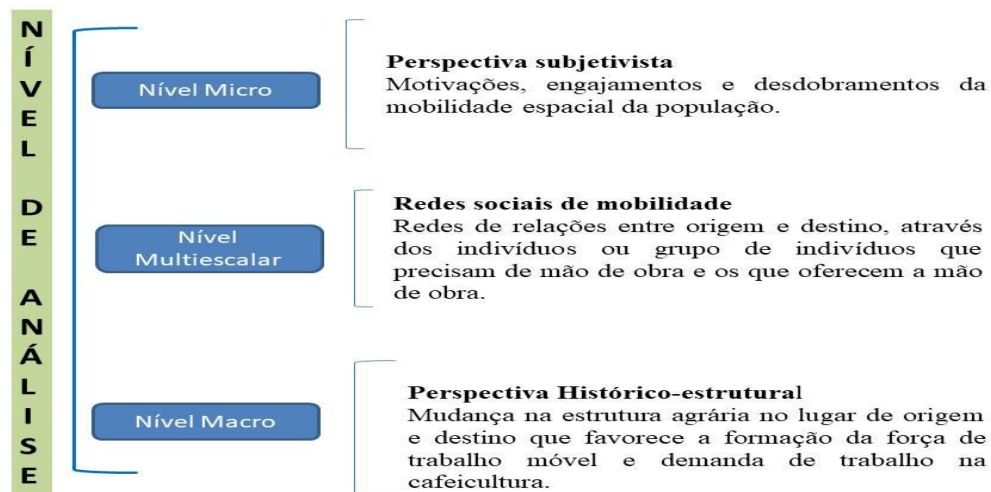 NÍVEL DE ANÁLISE
Nível Micro
Perspectiva subjetivista
Motivações, engajamentos e desdobramentos da
mobilidade espacial da população.
Nível
Multiescalar
Redes sociais de mobilidade
Redes de relações entre origem e destino, através
dos indivíduos ou grupo de indivíduos que
precisam de mão de obra e os que oferecem a mão
de obra.
Nível Macro
Perspectiva Histórico-estrutural
Mudança na estrutura agrária no lugar de origem
e destino que favorece a formação da força de
trabalho móvel e demanda de trabalho na
cafeicultura.